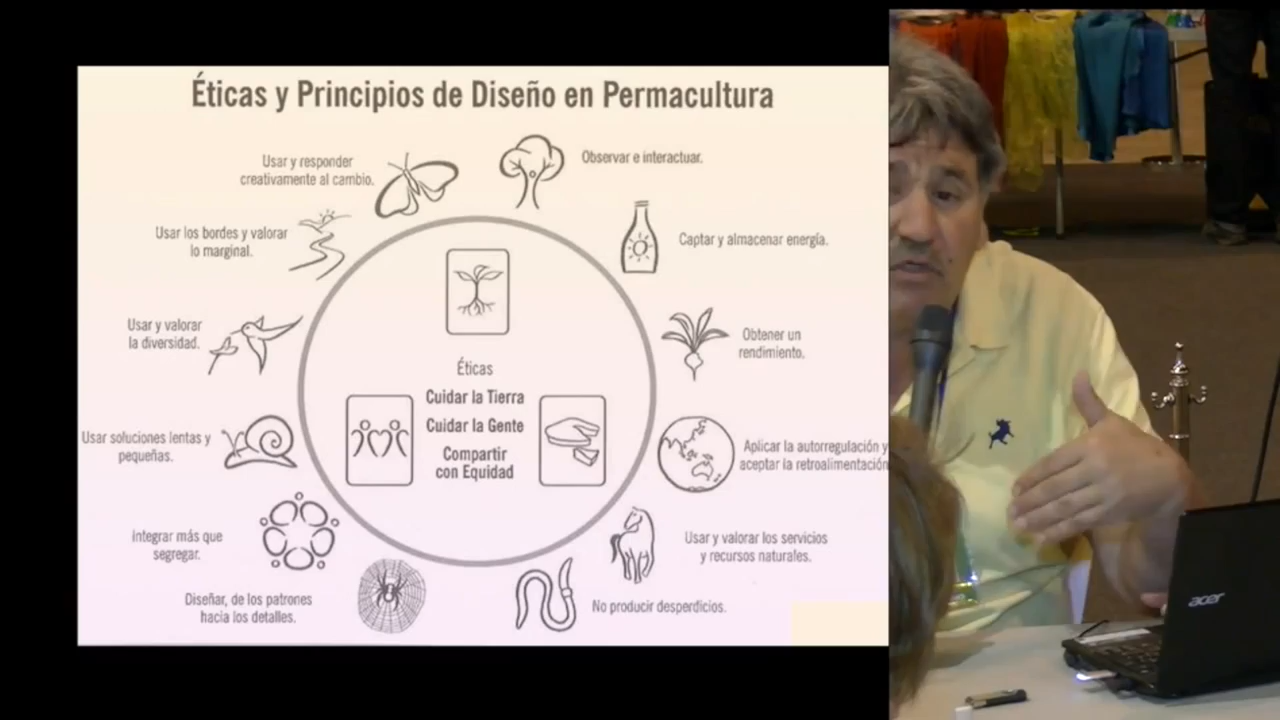 Éticas y Principios de Diseño en Permacultura
Observar e interactuar.
Captar y almacenar energía.
Obtener un
rendimiento.
Aplicar la autorregulación y
aceptar la retroalimentación
Usar y valorar los servicios
y recursos naturales.
No producir desperdicios.
Diseñar, de los patrones
hacia los detalles.
Integrar más que
segregar.
Usar soluciones lentas y
pequeñas.
Usar y valorar
la diversidad.
Usar los bordes y valorar
lo marginal.
Usar y responder
creativamente al cambio.
Éticas
Cuidar la Tierra
Cuidar la Gente
Compartir
con Equidad
acer